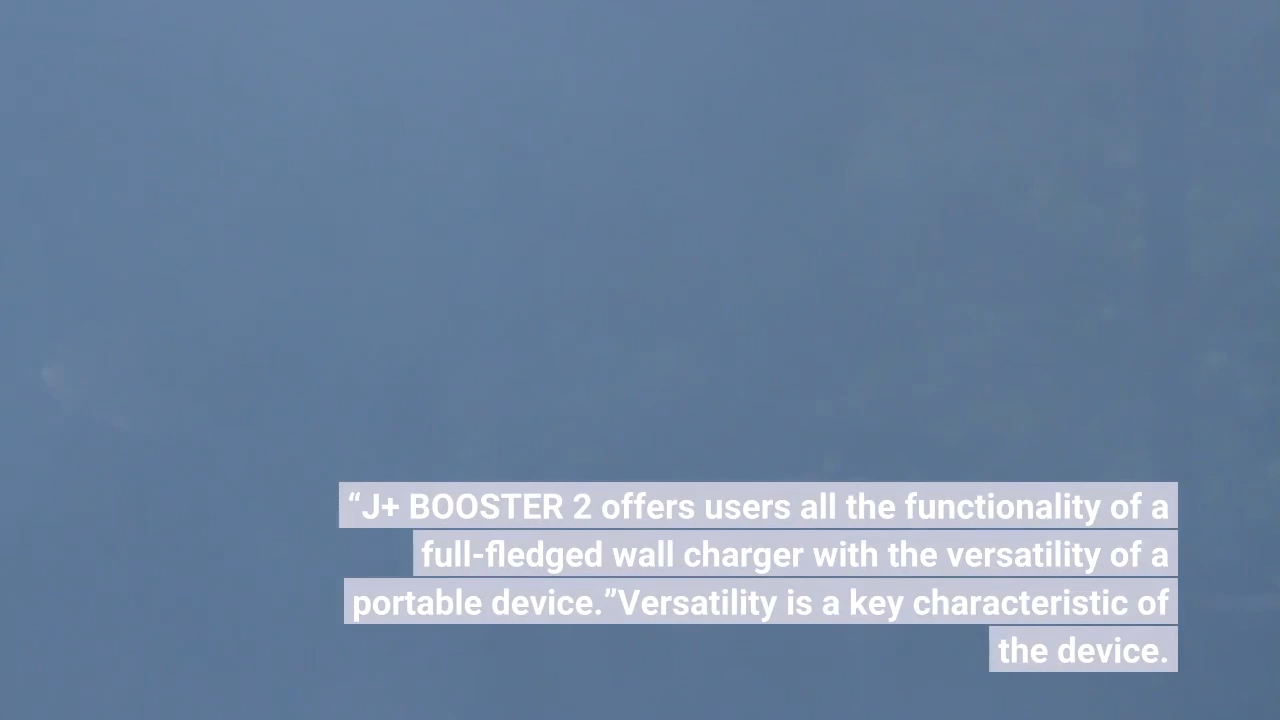 “J+ BOOSTER 2 offers users all the functionality of a
full-fledged wall charger with the versatility of a
portable device.”Versatility is a key characteristic of
the device.